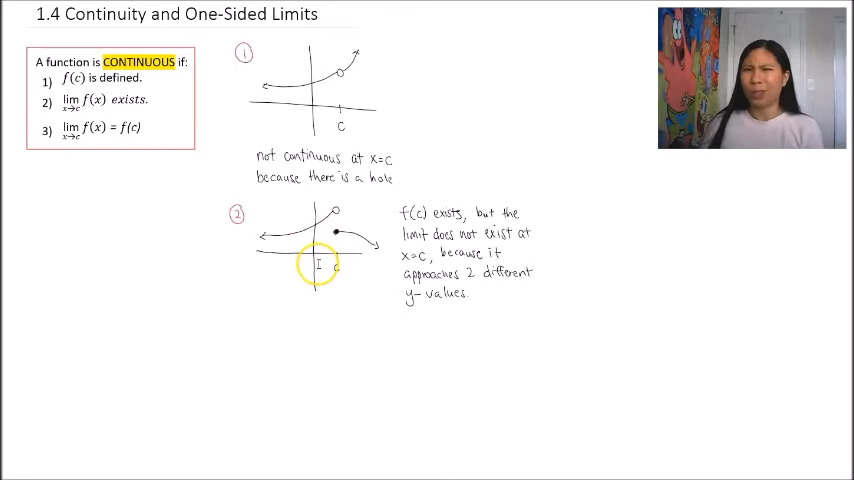 1.4 Continuity and One-Sided Limits
A function is CONTINUOUS if:
1) f(c) is defined.
2) lim x→c f(x) exists.
3) lim x→c f(x) = f(c)
1
C
not continuous at x=c
because there is a hole
2
C
f(c) exists, but the
limit does not exist at
x=c, because it
approaches 2 different
y-values.